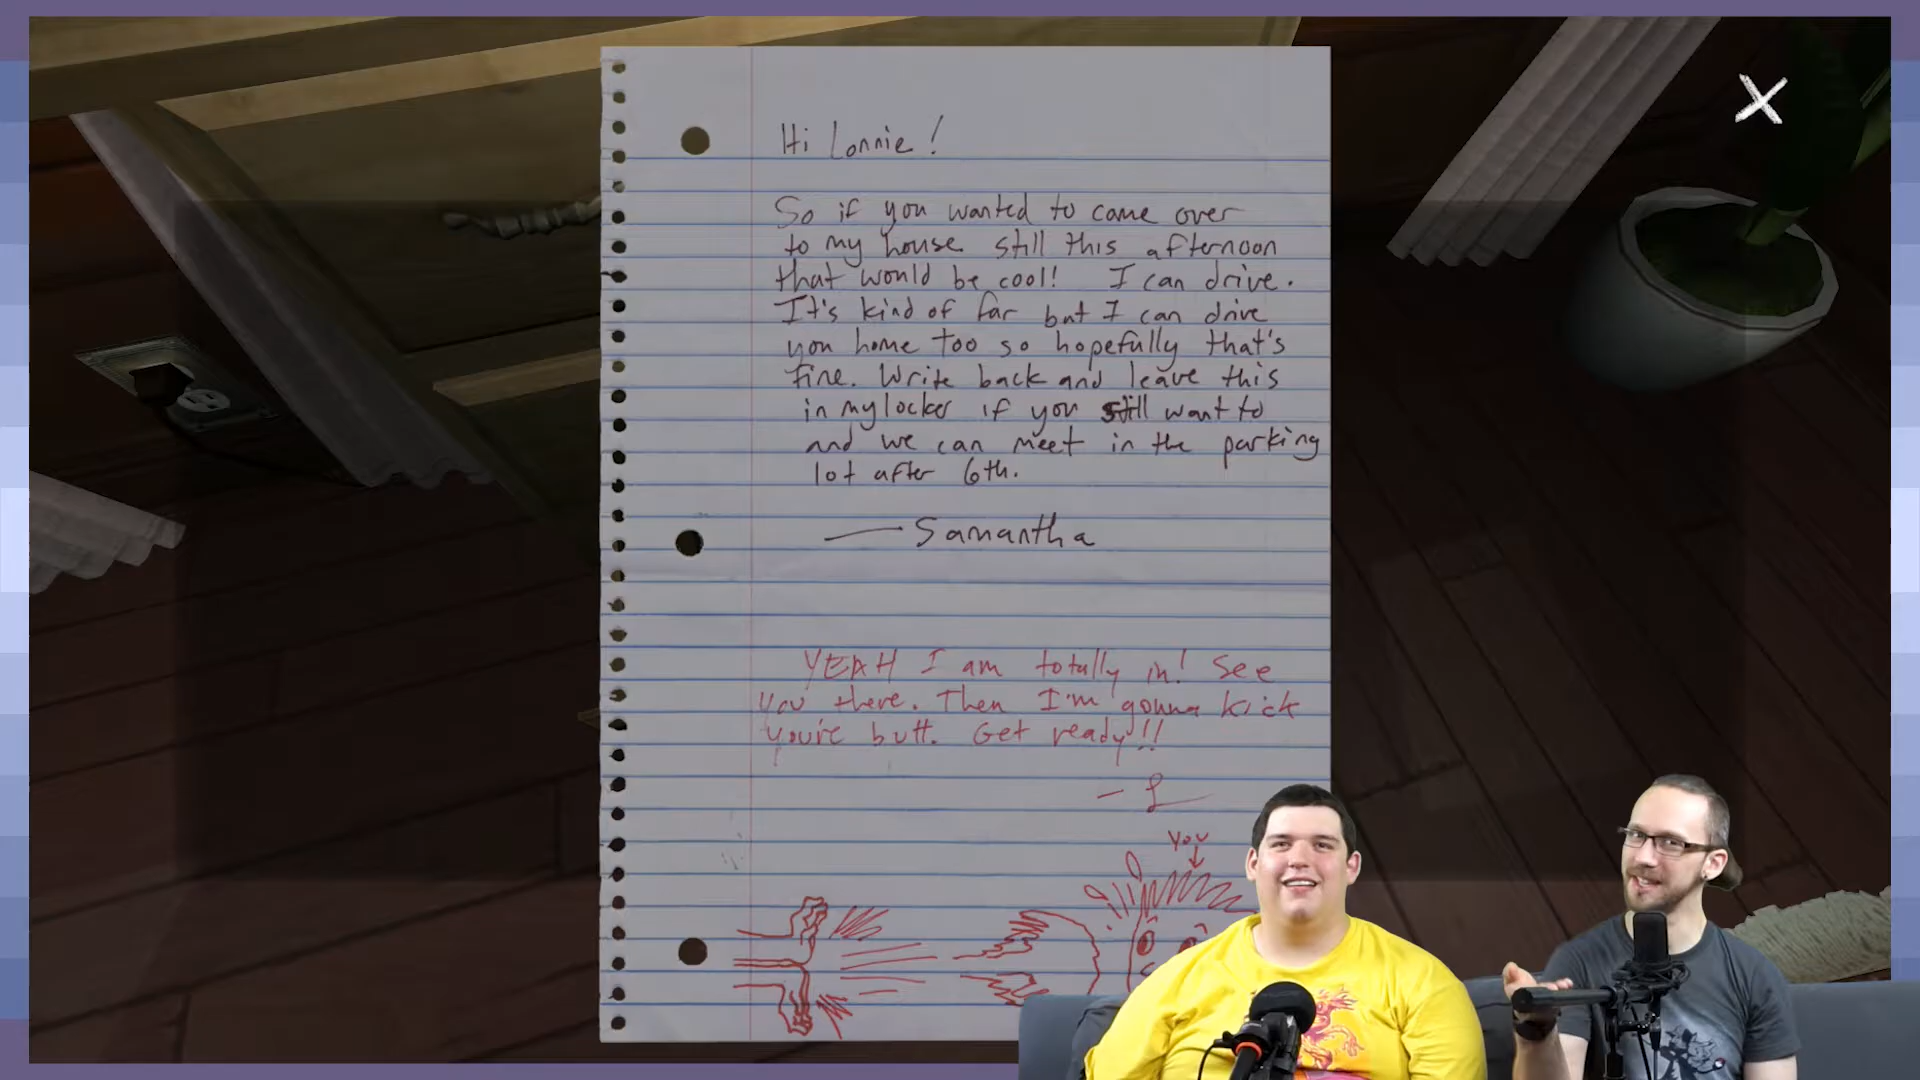 Hi Lonnie!
So if you wanted to come over
to my house still this afternoon
that would be cool! I can drive.
It's kind of far but I can drive
you home too so hopefully that's
fine. Write back and leave this
in my locker if you still want to
and we can meet in the parking
lot after 6th.
— Samantha
YEAH I am totally in! See
you there. Then I'm gonna kick
you're butt. Get ready!!
- L
you